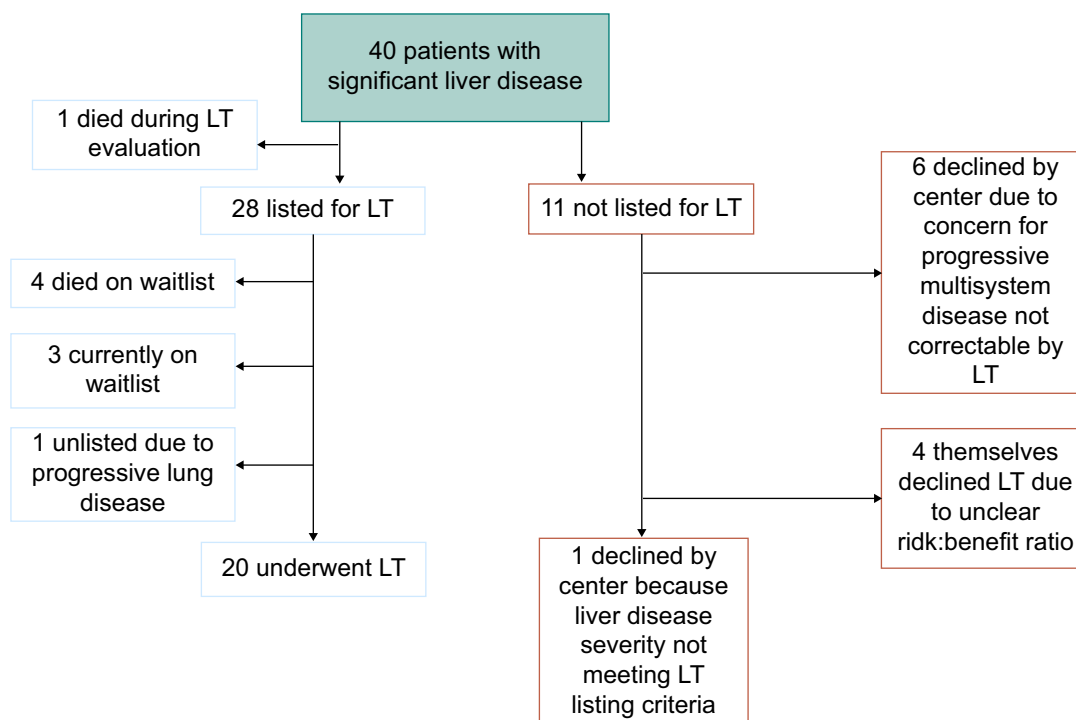 40 patients with
significant liver disease
1 died during LT
evaluation
28 listed for LT
4 died on waitlist
3 currently on
waitlist
1 unlisted due to
progressive lung
disease
20 underwent LT
11 not listed for LT
6 declined by
center due to
concern for
progressive
multisystem
disease not
correctable by
LT
4 themselves
declined LT due
to unclear
ridk:benefit ratio
1 declined by
center because
liver disease
severity not
meeting LT
listing criteria